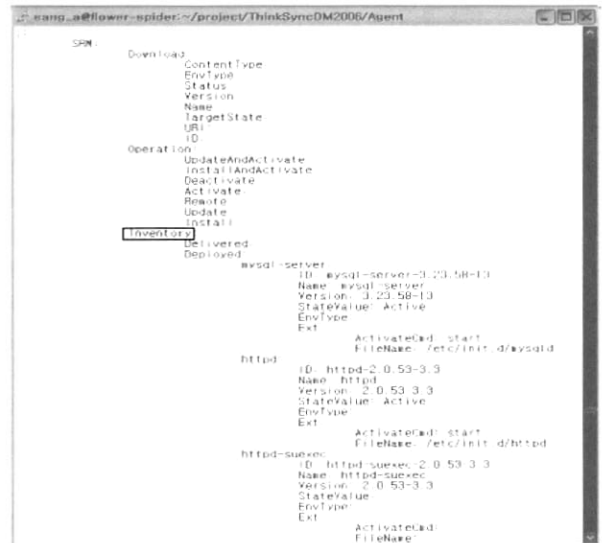 sang_a@flower-spider:~/project/ThinkSyncDM2006/Agent
SRM:
Download:
ContentType:
EnvType:
Status:
Version:
Name:
TargetState:
URI:
ID:
Operation:
UpdateAndActivate:
InstallAndActivate:
Deactivate:
Activate:
Remote:
Update:
Install:
Inventory:
Delivered:
Deployed:
mysql-server
ID: mysql-server-3.23.58-13
Name: mysql-server
Version: 3.23.58-13
StateValue: Active
EnvType:
Ext:
ActivateCmd: start
FileName: /etc/init.d/mysqld
httpd
ID: httpd-2.0.53-3.3
Name: httpd
Version: 2.0.53-3.3
StateValue: Active
EnvType:
Ext:
ActivateCmd: start
FileName: /etc/init.d/httpd
httpd-suexec
ID: httpd-suexec-2.0.53-3.3
Name: httpd-suexec
Version: 2.0.53-3.3
StateValue:
EnvType:
Ext:
ActivateCmd:
FileName: